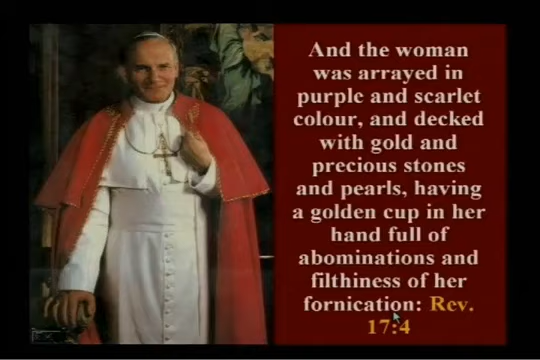 And the woman
was arrayed in
purple and scarlet
colour, and decked
with gold and
precious stones
and pearls, having
a golden cup in her
hand full of
abominations and
filthiness of her
fornication: Rev.
17:4